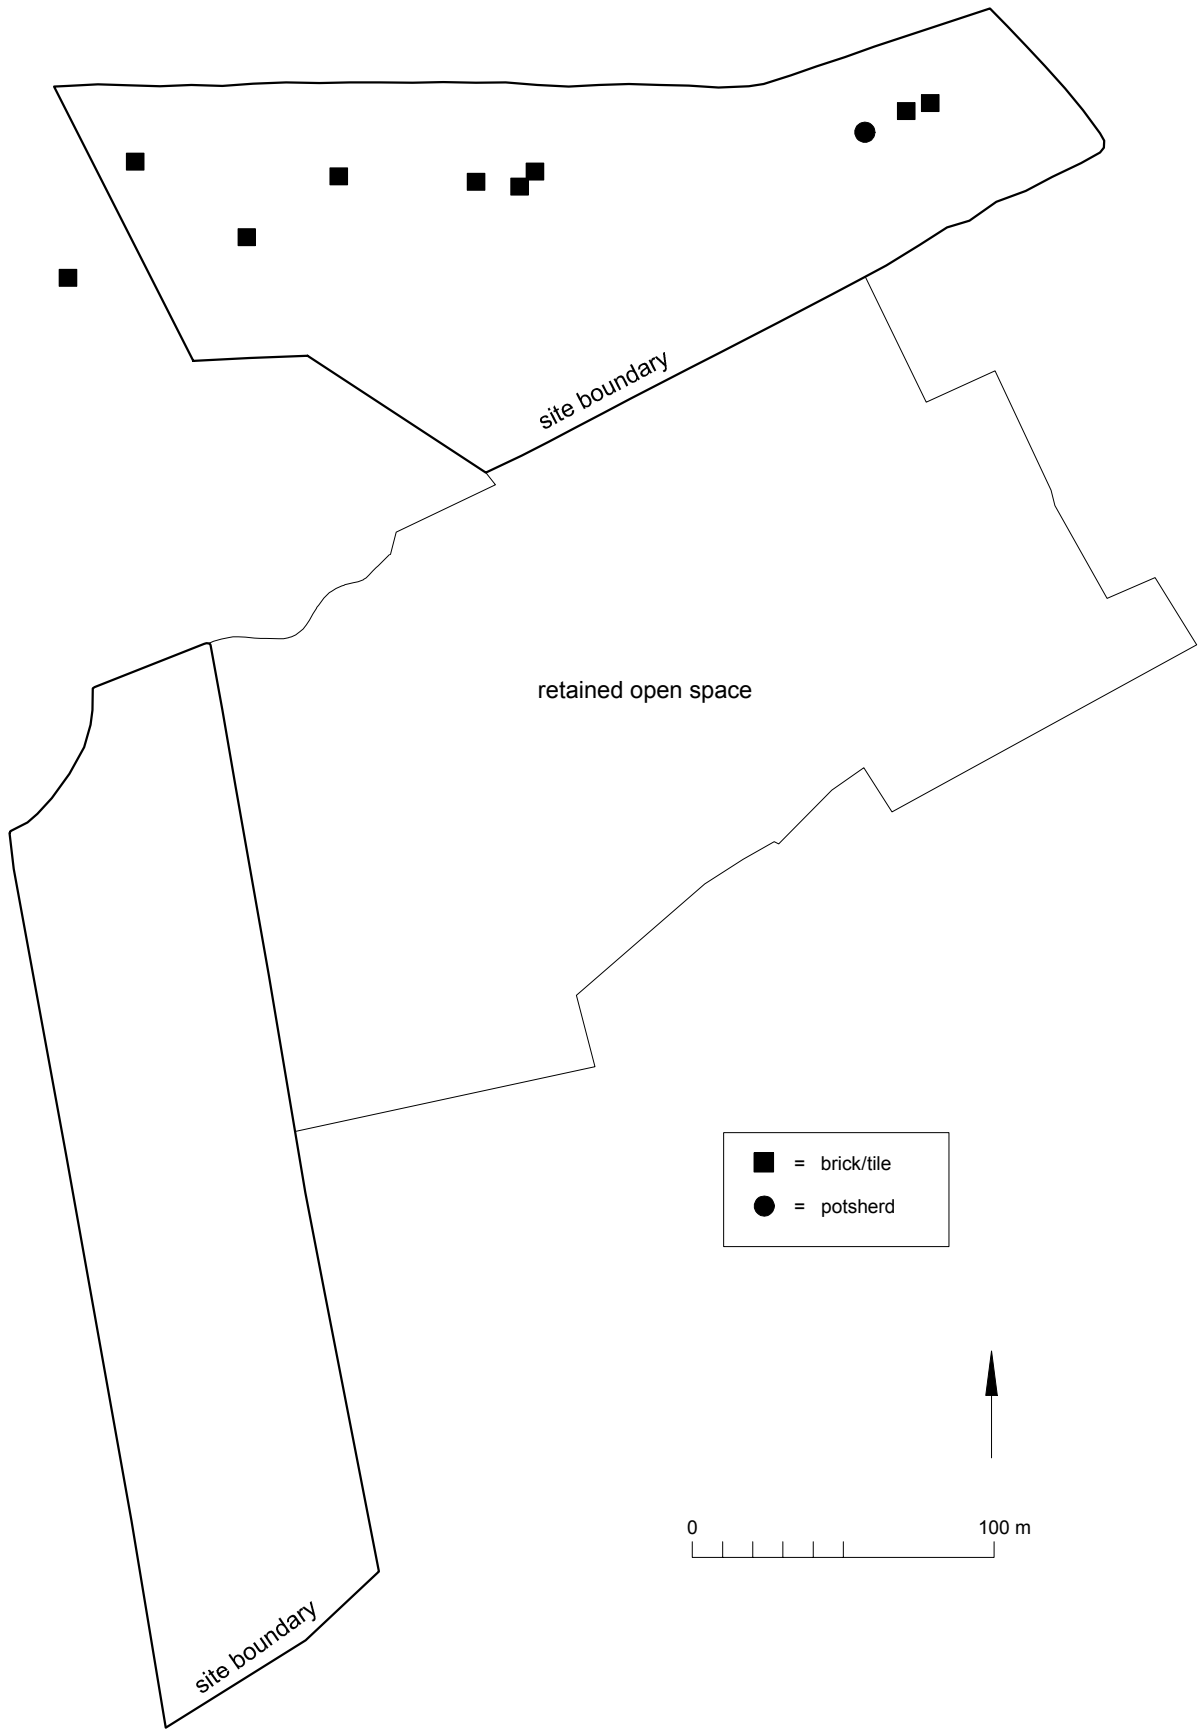 site boundary
retained open space
= brick/tile
= potsherd
0 100 m
site boundary